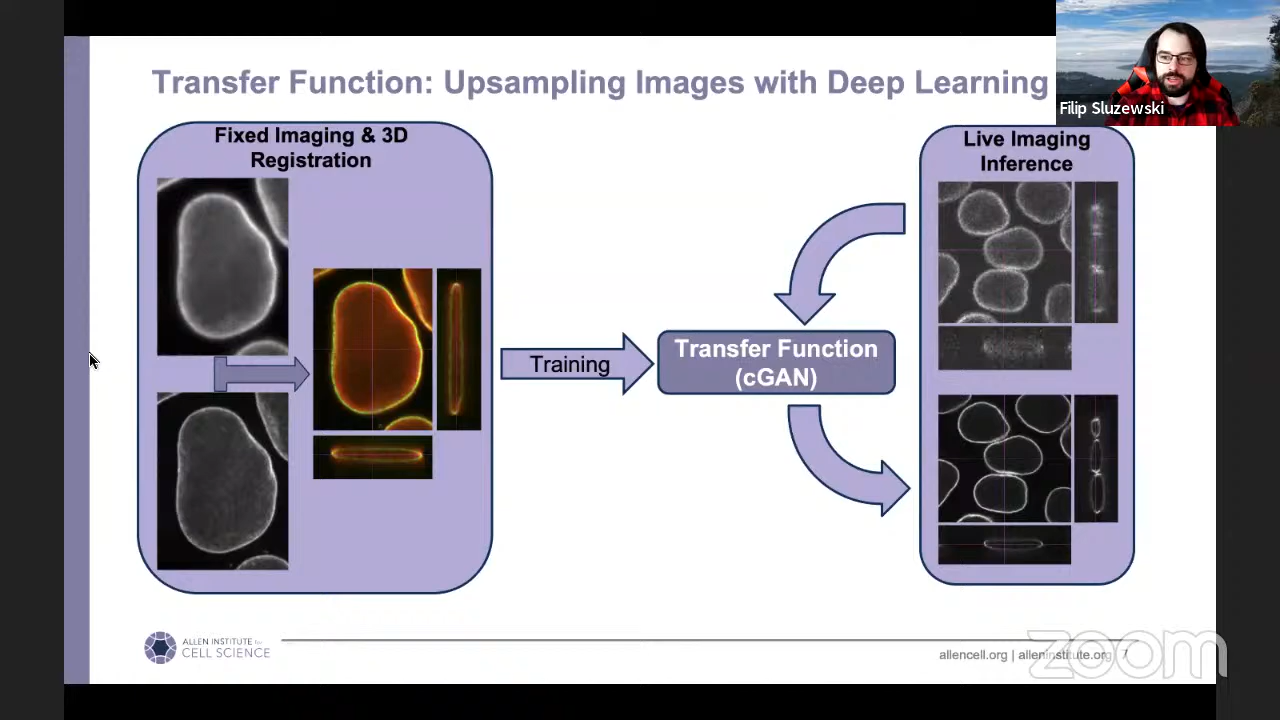 Transfer Function: Upsampling Images with Deep Learning
Filip Sluzewski
Fixed Imaging & 3D
Registration
Training
Transfer Function
(cGAN)
Live Imaging
Inference
ALLEN INSTITUTE for
CELL SCIENCE
allencell.org | alleninstitute.org 7
zoom